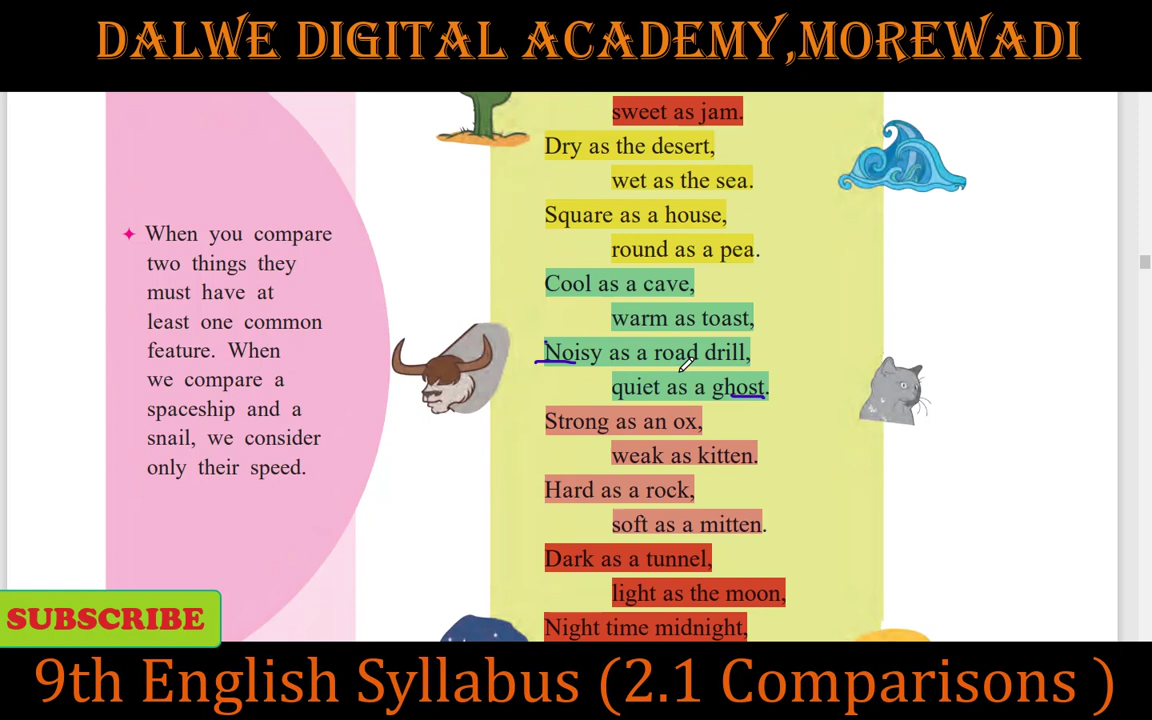 DALWE DIGITAL ACADEMY,MOREWADI
sweet as jam.
Dry as the desert,
wet as the sea.
Square as a house,
round as a pea.
Cool as a cave,
warm as toast,
Noisy as a road drill,
quiet as a ghost.
Strong as an ox,
weak as kitten.
Hard as a rock,
soft as a mitten.
Dark as a tunnel,
light as the moon,
Night time midnight,
✦ When you compare
two things they
must have at
least one common
feature. When
we compare a
spaceship and a
snail, we consider
only their speed.
SUBSCRIBE
9th English Syllabus (2.1 Comparisons )